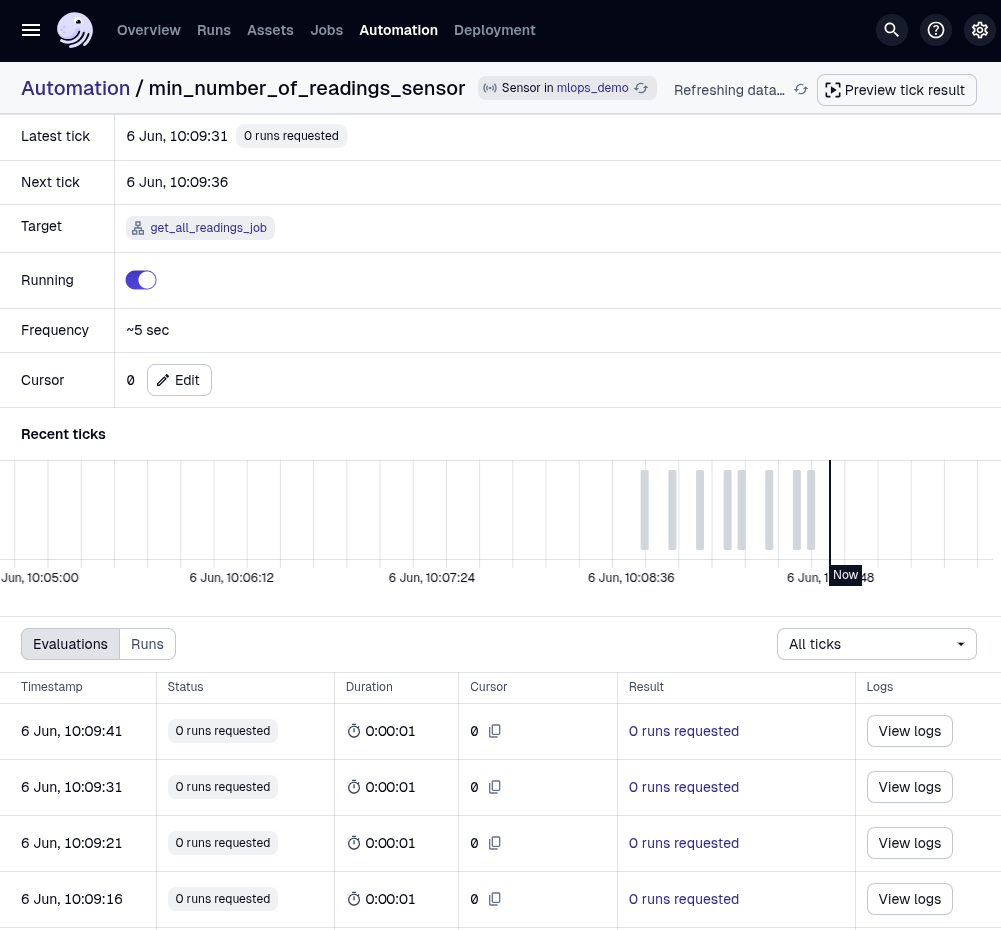 Overview Runs Assets Jobs Automation Deployment
Automation / min_number_of_readings_sensor Sensor in mlops_demo Refreshing data... Preview tick result
Latest tick 6 Jun, 10:09:31 0 runs requested
Next tick 6 Jun, 10:09:36
Target get_all_readings_job
Running
Frequency ~5 sec
Cursor 0 Edit
Recent ticks
Jun, 10:05:00 6 Jun, 10:06:12 6 Jun, 10:07:24 6 Jun, 10:08:36 6 Jun, 1 48
Now
Evaluations Runs All ticks
Timestamp Status Duration Cursor Result Logs
6 Jun, 10:09:41 0 runs requested 0:00:01 0 0 runs requested View logs
6 Jun, 10:09:31 0 runs requested 0:00:01 0 0 runs requested View logs
6 Jun, 10:09:21 0 runs requested 0:00:01 0 0 runs requested View logs
6 Jun, 10:09:16 0 runs requested 0:00:01 0 0 runs requested View logs